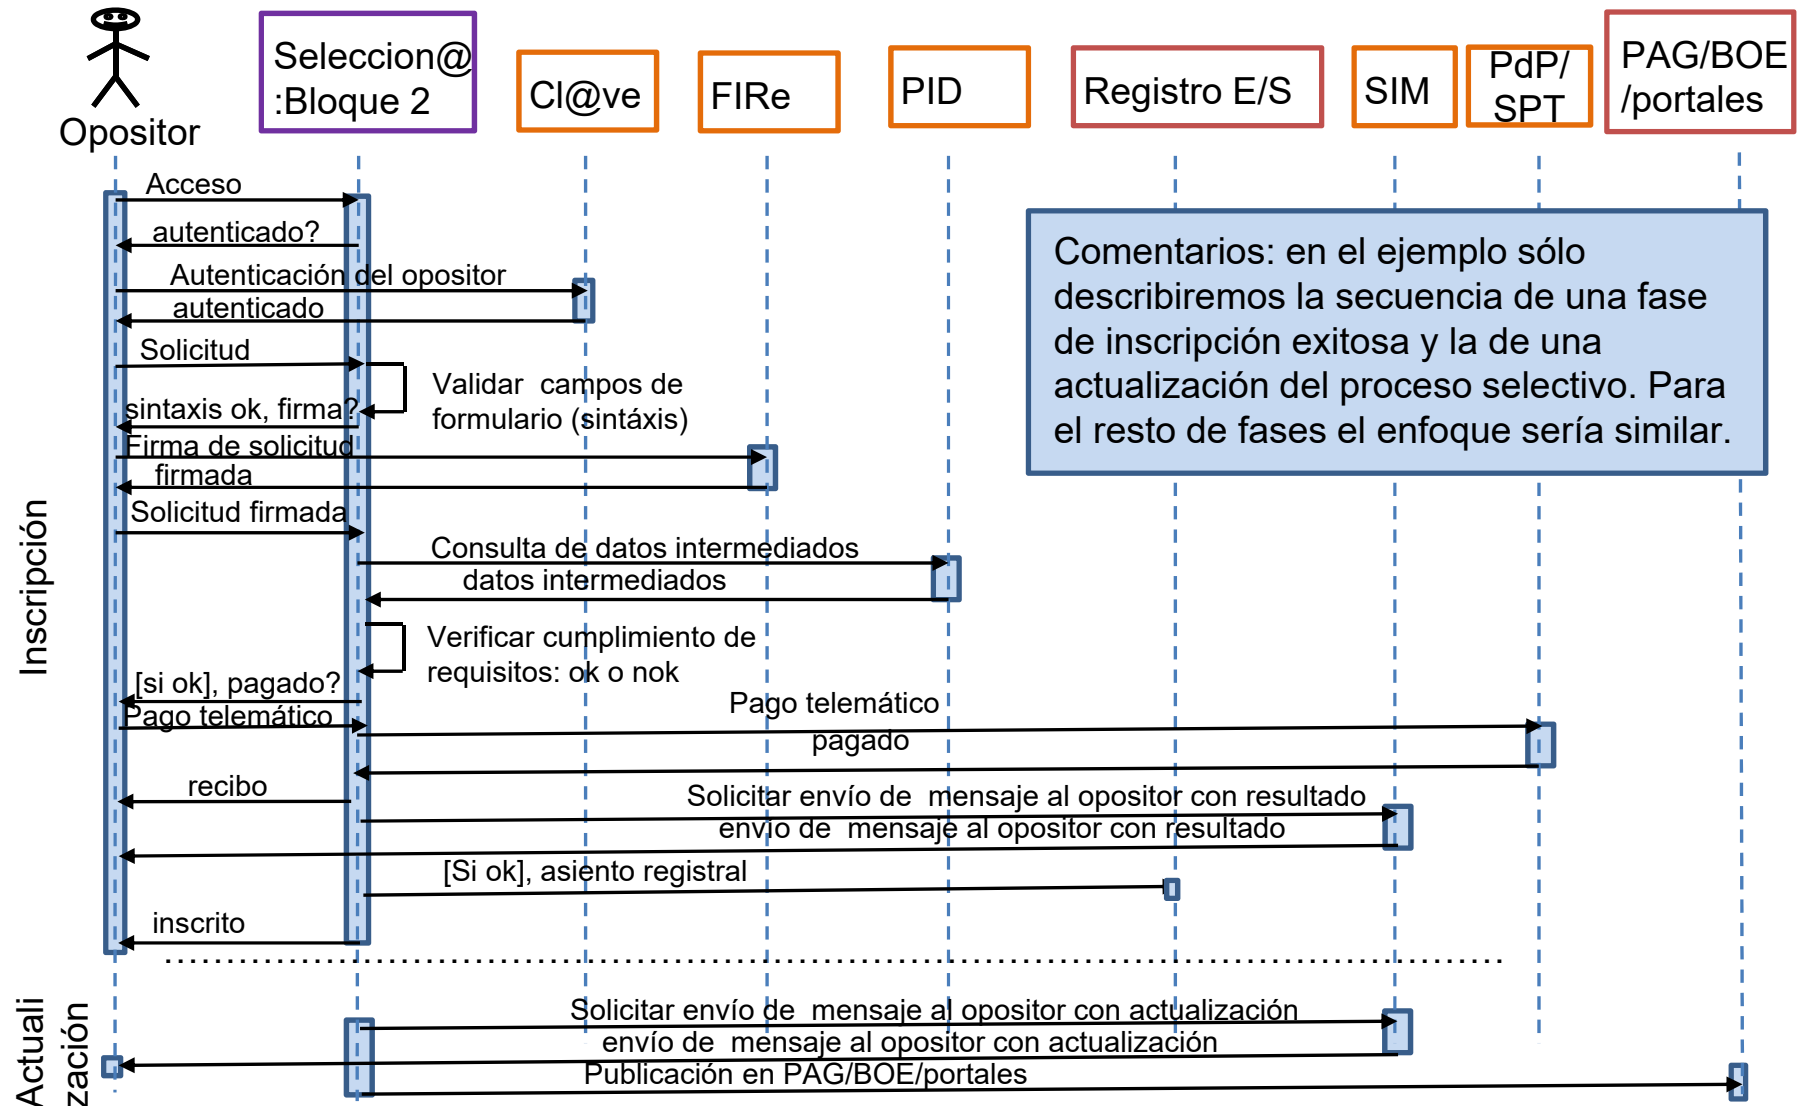 Opositor
Seleccion@
:Bloque 2
Cl@ve
FIRe
PID
Registro E/S
SIM
PdP/
SPT
PAG/BOE
/portales
Comentarios: en el ejemplo sólo
describiremos la secuencia de una fase
de inscripción exitosa y la de una
actualización del proceso selectivo. Para
el resto de fases el enfoque sería similar.
Inscripción
Acceso
autenticado?
Autenticación del opositor
autenticado
Solicitud
Validar campos de
formulario (sintáxis)
sintaxis ok, firma?
Firma de solicitud
firmada
Solicitud firmada
Consulta de datos intermediados
datos intermediados
Verificar cumplimiento de
requisitos: ok o nok
[si ok], pagado?
Pago telemático
Pago telemático
pagado
recibo
Solicitar envío de mensaje al opositor con resultado
envío de mensaje al opositor con resultado
[Si ok], asiento registral
inscrito
Actuali
zación
Solicitar envío de mensaje al opositor con actualización
envío de mensaje al opositor con actualización
Publicación en PAG/BOE/portales